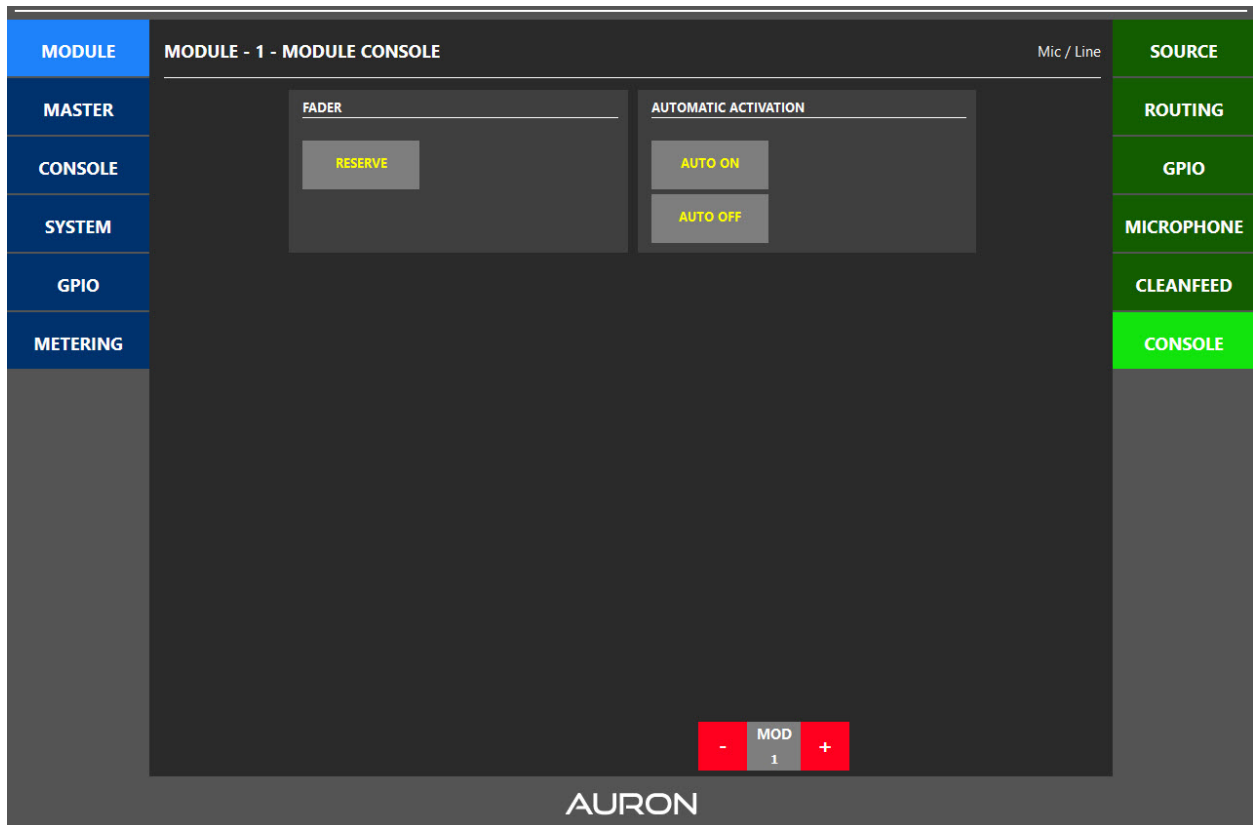 MODULE
MASTER
CONSOLE
SYSTEM
GPIO
METERING
MODULE - 1 - MODULE CONSOLE
Mic / Line
FADER
RESERVE
AUTOMATIC ACTIVATION
AUTO ON
AUTO OFF
-
MOD
1
+
SOURCE
ROUTING
GPIO
MICROPHONE
CLEANFEED
CONSOLE
AURON